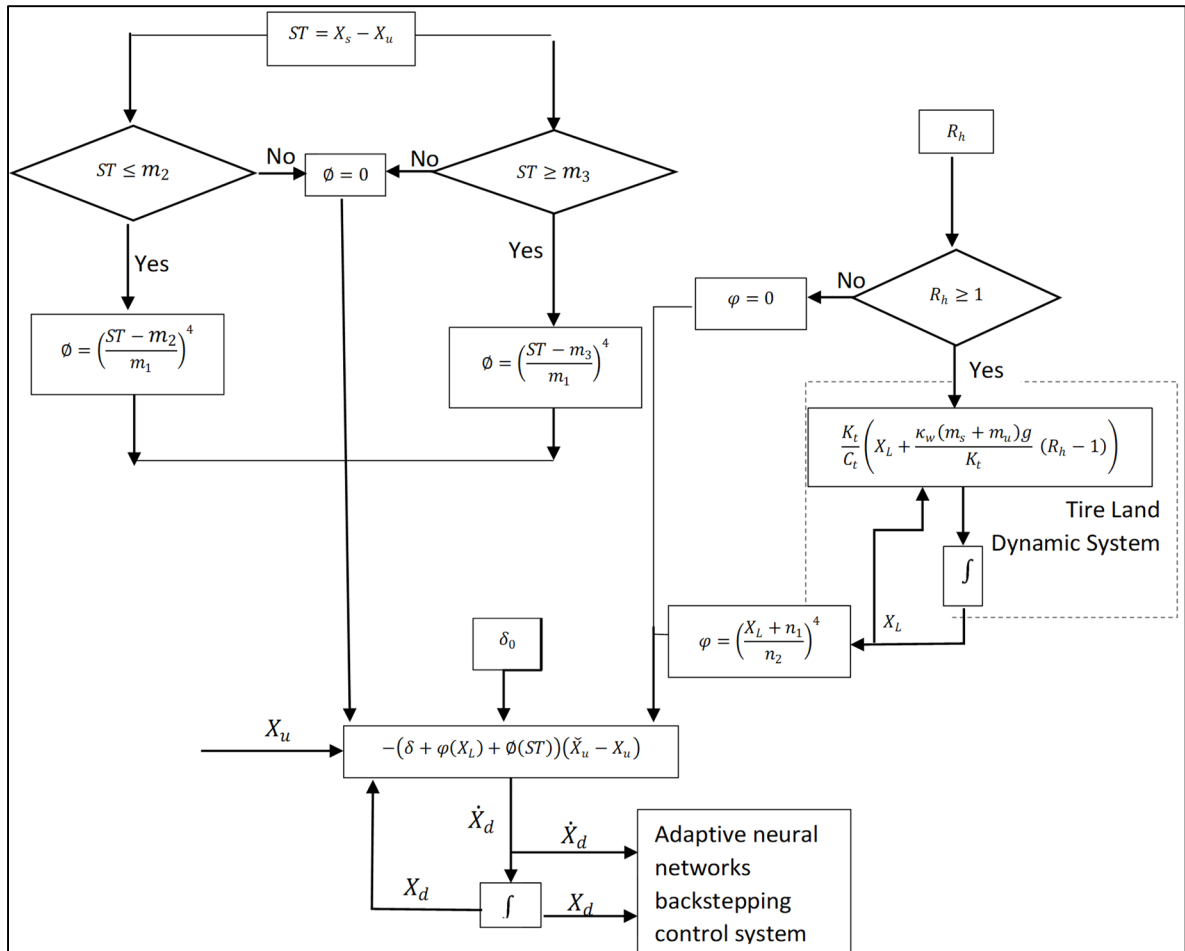 ST = X_s − X_u
R_h
ST ≤ m_2
No
∅ = 0
No
ST ≥ m_3
Yes
Yes
φ = 0
No
R_h ≥ 1
∅ = ((ST − m_2)/m_1)^4
∅ = ((ST − m_3)/m_1)^4
Yes
K_t/C_t (X_L + κ_w(m_s + m_u)g/K_t (R_h − 1))
Tire Land
Dynamic System
∫
X_L
φ = ((X_L + n_1)/n_2)^4
δ_0
X_u
−(δ + φ(X_L) + ∅(ST))(X̌_u − X_u)
Ẋ_d
Ẋ_d
Adaptive neural
networks
backstepping
control system
X_d
∫
X_d